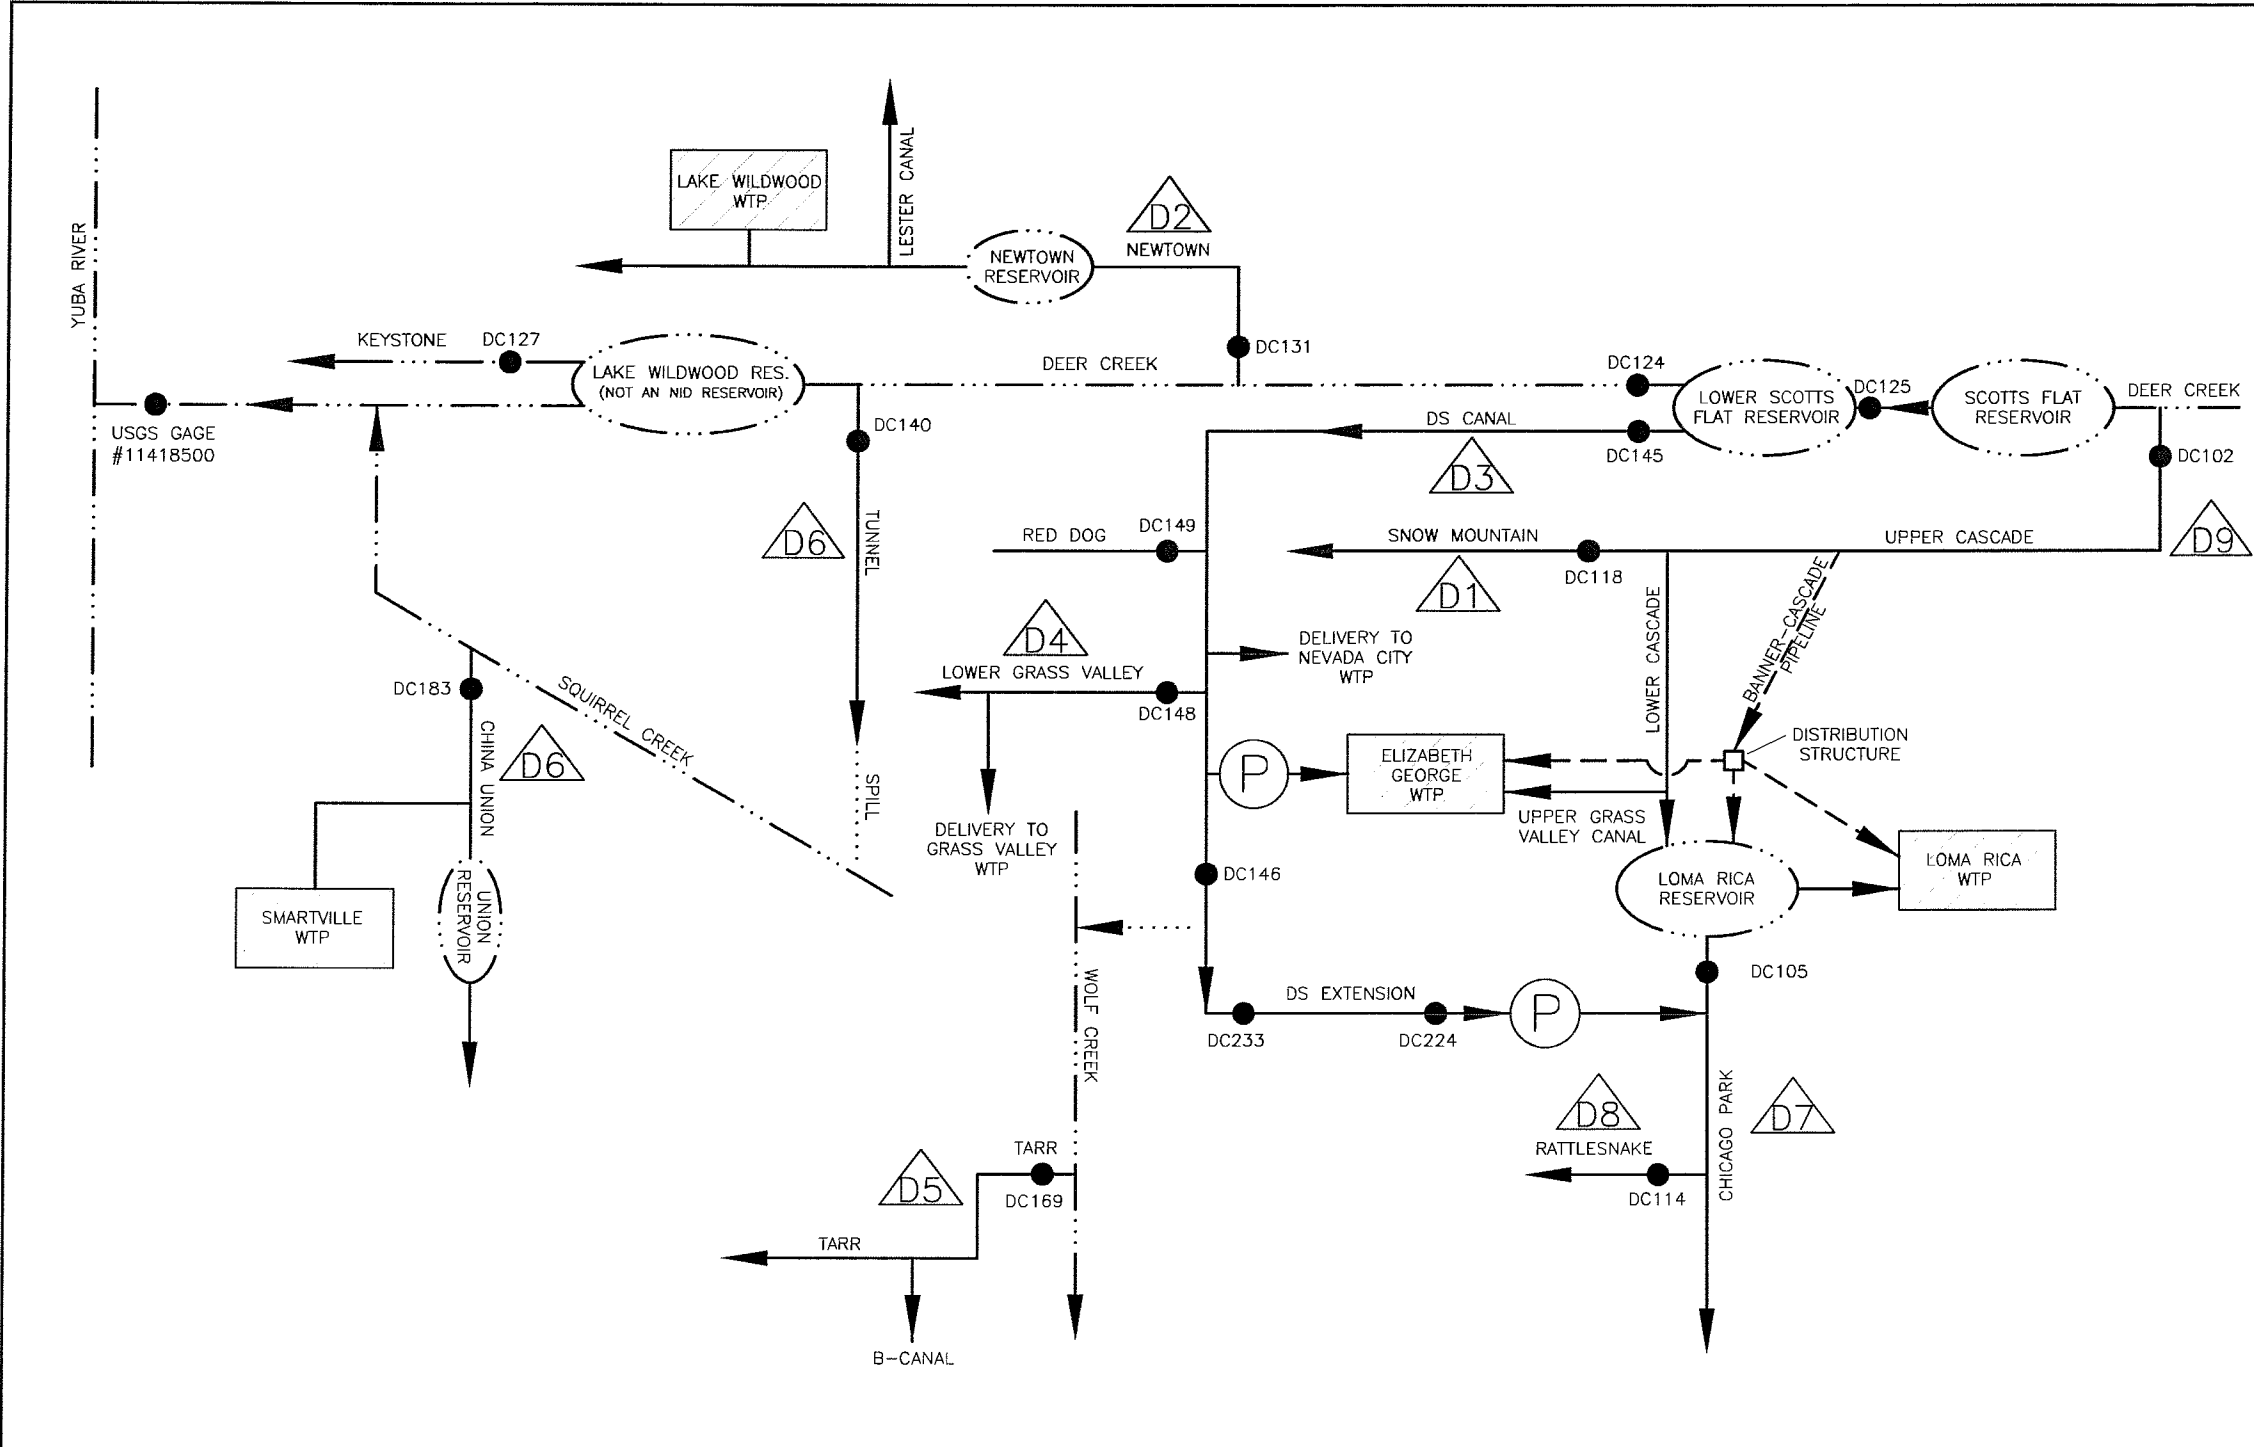 LAKE WILDWOOD
WTP
LESTER CANAL
D2
NEWTOWN
NEWTOWN
RESERVOIR
YUBA RIVER
KEYSTONE
DC127
DC131
DEER CREEK
DC124
LAKE WILDWOOD RES.
(NOT AN NID RESERVOIR)
LOWER SCOTTS
FLAT RESERVOIR
DC125
SCOTTS FLAT
RESERVOIR
DEER CREEK
USGS GAGE
#11418500
DC140
DS CANAL
DC145
DC102
D3
TUNNEL
D6
RED DOG
DC149
SNOW MOUNTAIN
DC118
D1
UPPER CASCADE
D9
LOWER CASCADE
BANNER-CASCADE
PIPELINE
D4
LOWER GRASS VALLEY
DC148
DELIVERY TO
NEVADA CITY
WTP
DC183
SQUIRREL CREEK
CHINA UNION
D6
SPILL
P
ELIZABETH
GEORGE
WTP
DISTRIBUTION
STRUCTURE
UPPER GRASS
VALLEY CANAL
DELIVERY TO
GRASS VALLEY
WTP
DC146
LOMA RICA
RESERVOIR
LOMA RICA
WTP
SMARTVILLE
WTP
UNION
RESERVOIR
WOLF CREEK
DC105
DS EXTENSION
DC233
DC224
P
D8
RATTLESNAKE
DC114
CHICAGO PARK
D7
TARR
DC169
D5
TARR
B-CANAL